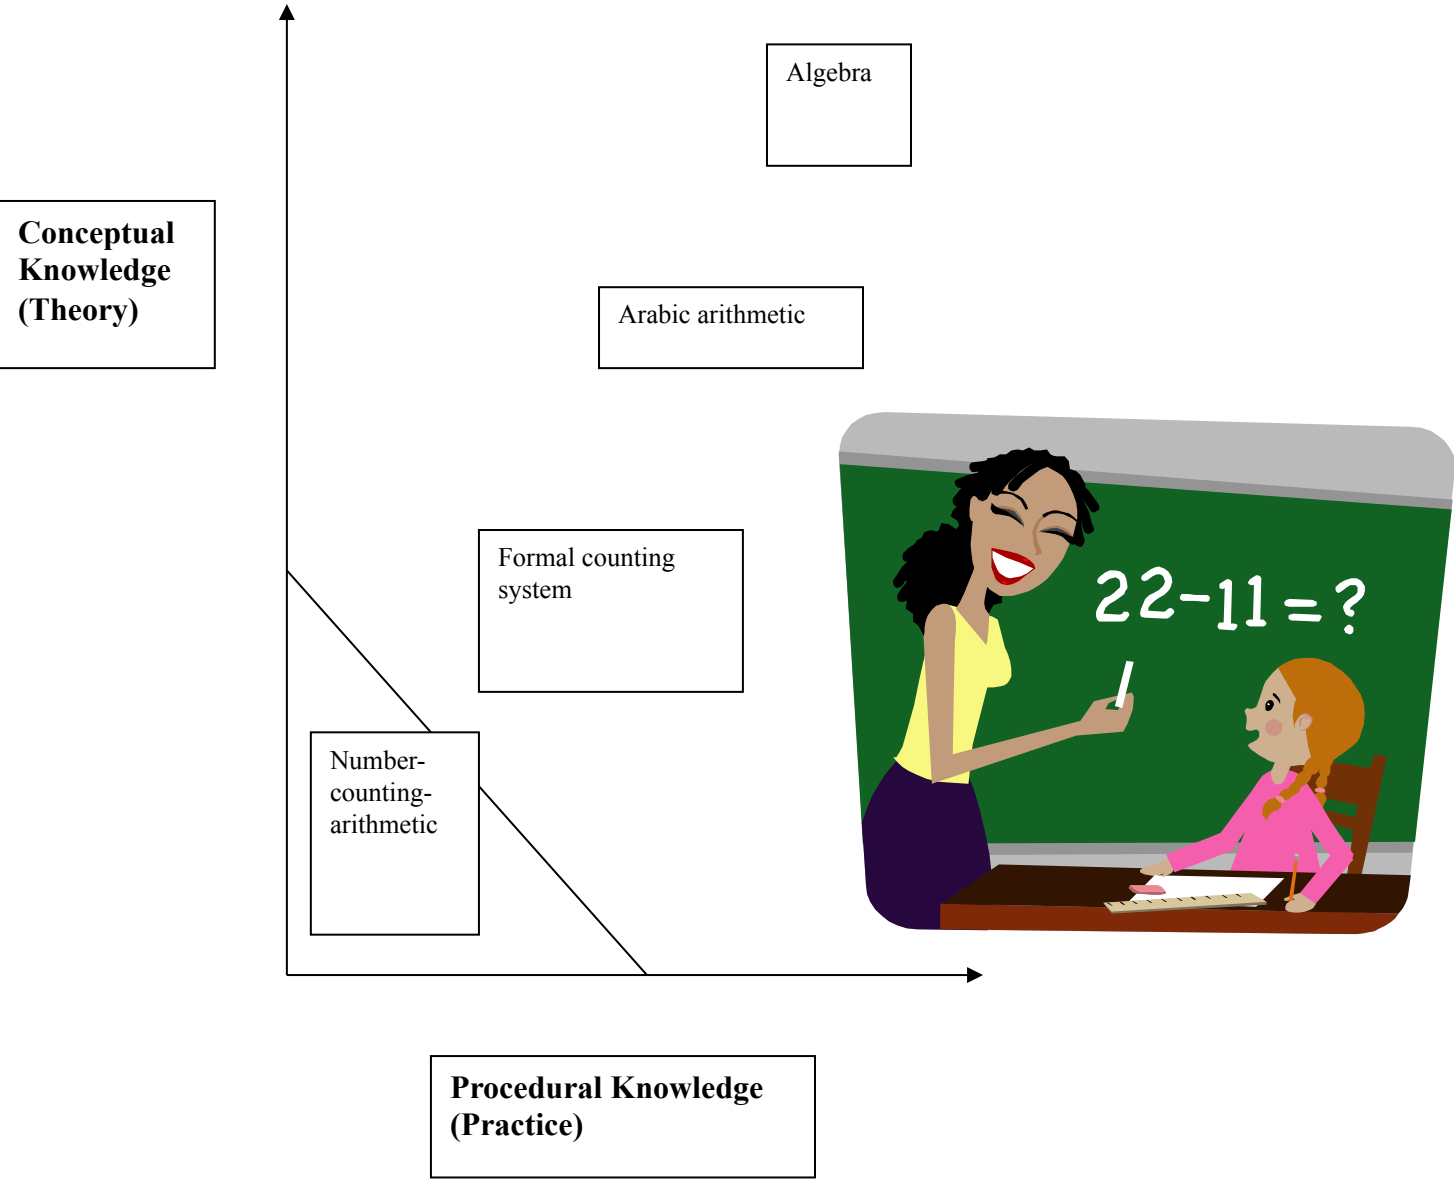 Algebra
Conceptual
Knowledge
(Theory)
Arabic arithmetic
Formal counting
system
22-11=?
Number-
counting-
arithmetic
Procedural Knowledge
(Practice)